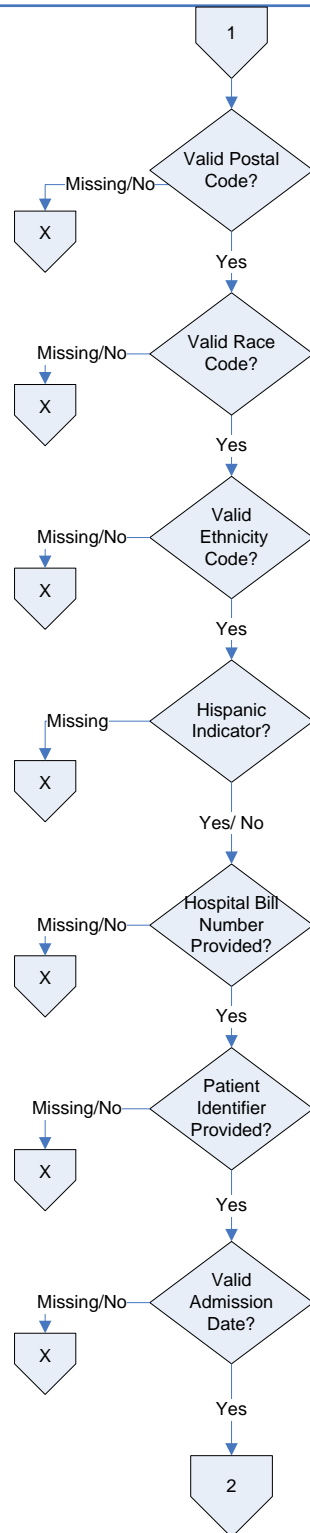 1
Valid Postal
Code?
Missing/No
X
Yes
Valid Race
Code?
Missing/No
X
Yes
Valid
Ethnicity
Code?
Missing/No
X
Yes
Hispanic
Indicator?
Missing
X
Yes/ No
Hospital Bill
Number
Provided?
Missing/No
X
Yes
Patient
Identifier
Provided?
Missing/No
X
Yes
Valid
Admission
Date?
Missing/No
X
Yes
2